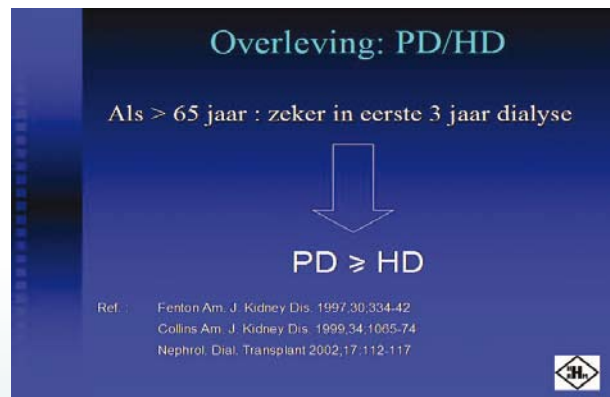 Overleving: PD/HD
Als > 65 jaar : zeker in eerste 3 jaar dialyse
PD ⩾ HD
Ref. : Fenton Am. J. Kidney Dis. 1997;30;334-42
Collins Am. J. Kidney Dis. 1999;34;1065-74
Nephrol. Dial. Transplant 2002;17;112-117